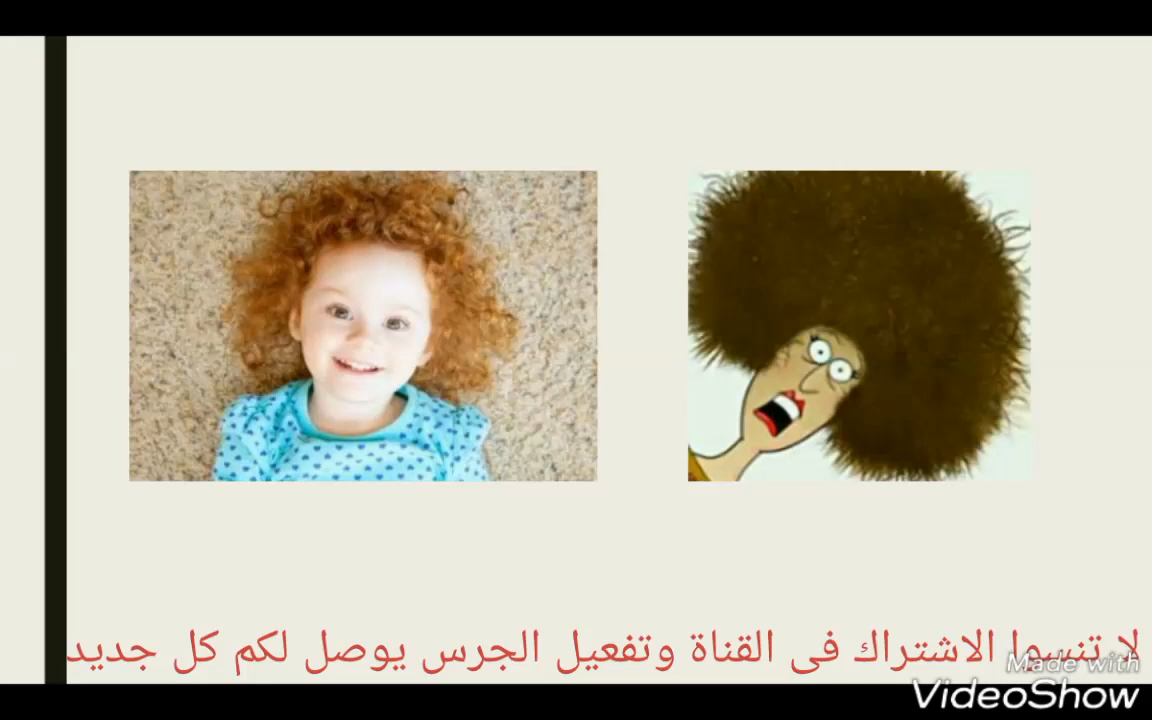 لا تنسوا الاشتراك فى القناة وتفعيل الجرس يوصل لكم كل جديد
Made with
VideoShow